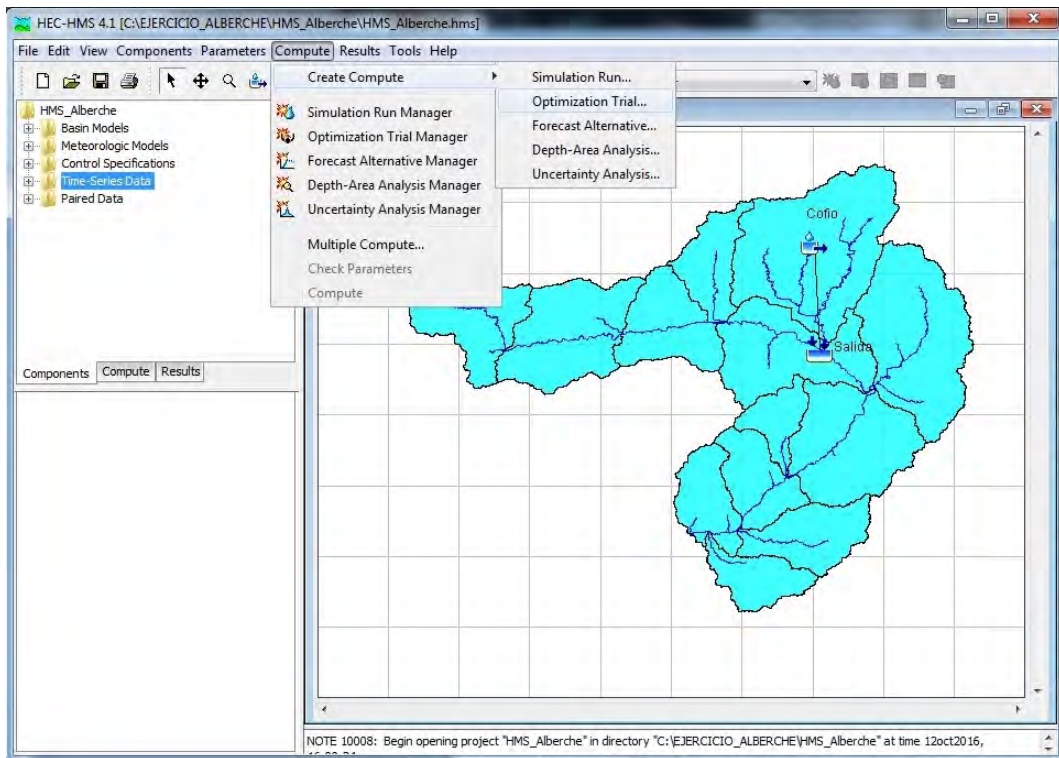 HEC-HMS 4.1 [C:\EJERCICIO_ALBERCHE\HMS_Alberche\HMS_Alberche.hms]
File Edit View Components Parameters Compute Results Tools Help
Create Compute
Simulation Run Manager
Optimization Trial Manager
Forecast Alternative Manager
Depth-Area Analysis Manager
Uncertainty Analysis Manager
Multiple Compute...
Check Parameters
Compute
Simulation Run...
Optimization Trial...
Forecast Alternative...
Depth-Area Analysis...
Uncertainty Analysis...
HMS_Alberche
Basin Models
Meteorologic Models
Control Specifications
Time-Series Data
Paired Data
Components Compute Results
Cofio
Salida
NOTE 10008: Begin opening project "HMS_Alberche" in directory "C:\EJERCICIO_ALBERCHE\HMS_Alberche" at time 12oct2016,